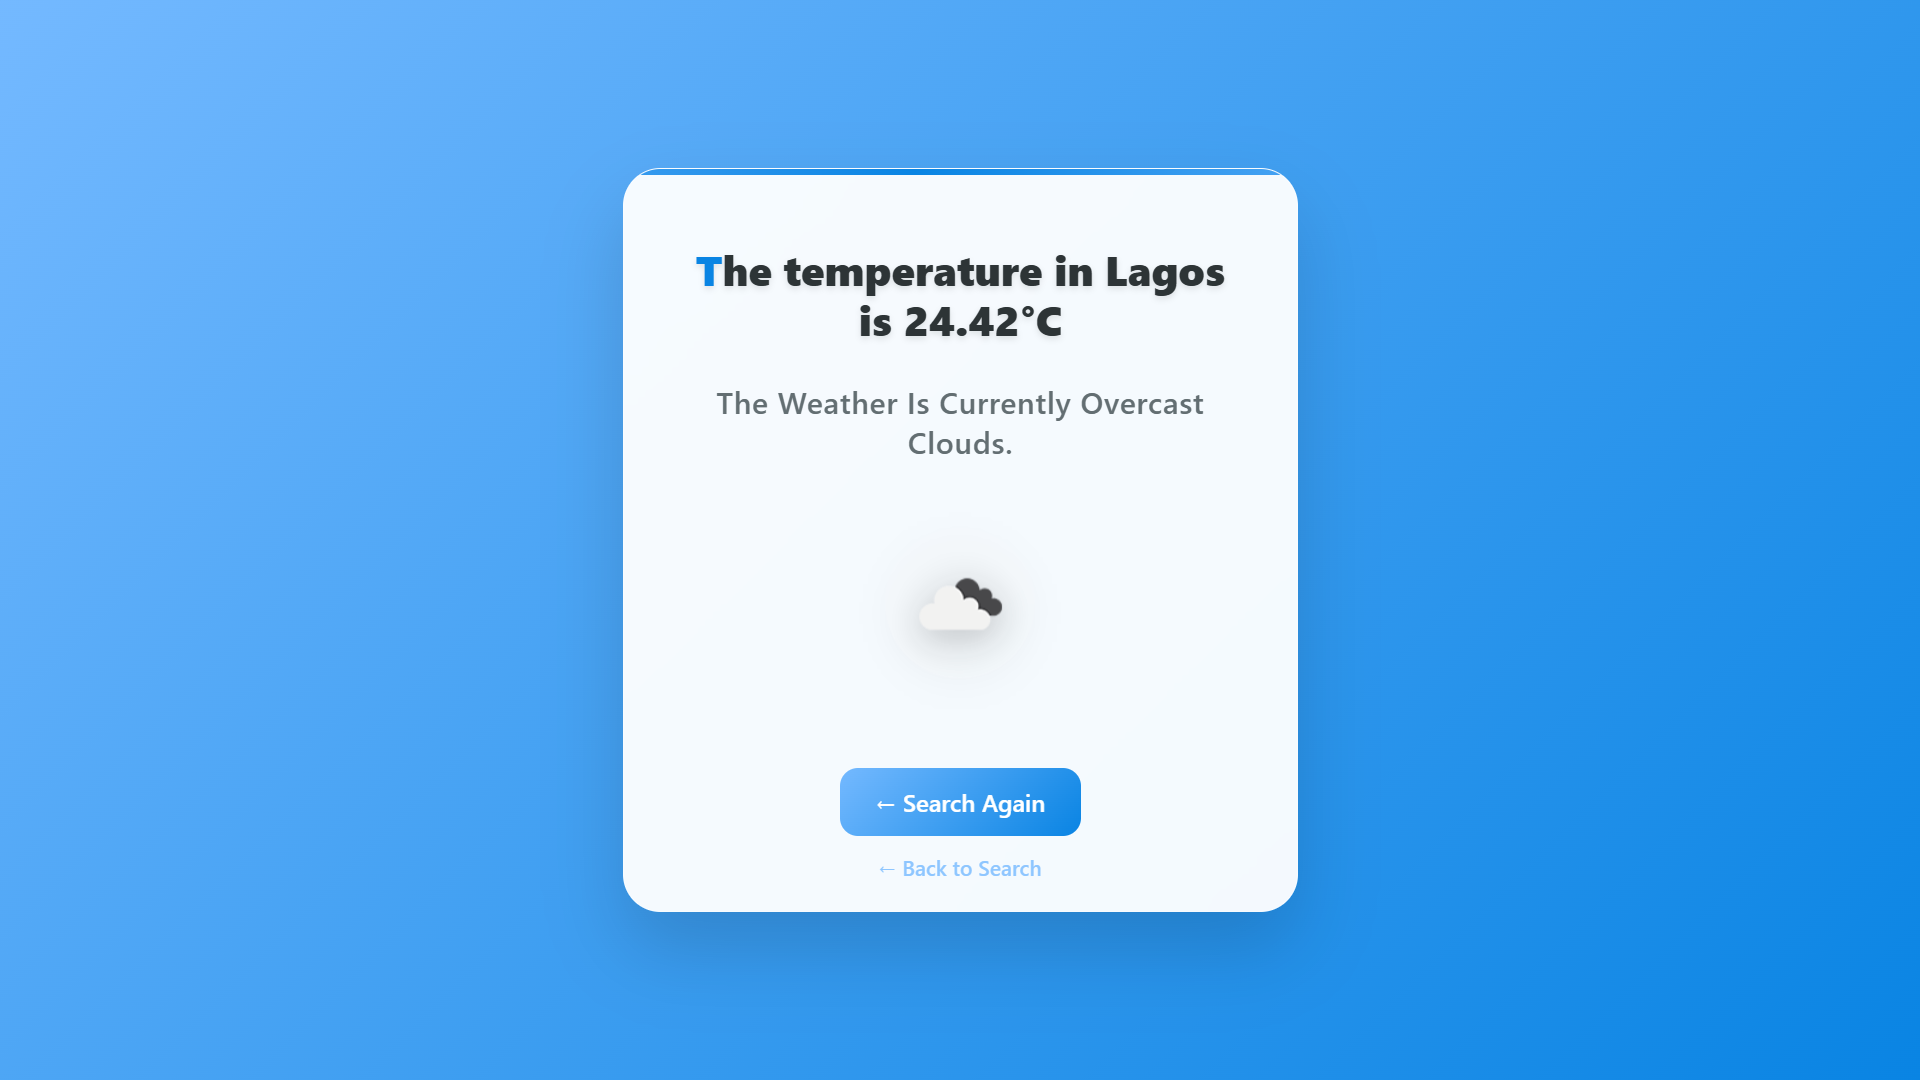 The temperature in Lagos
is 24.42°C
The Weather Is Currently Overcast
Clouds.
← Search Again
← Back to Search